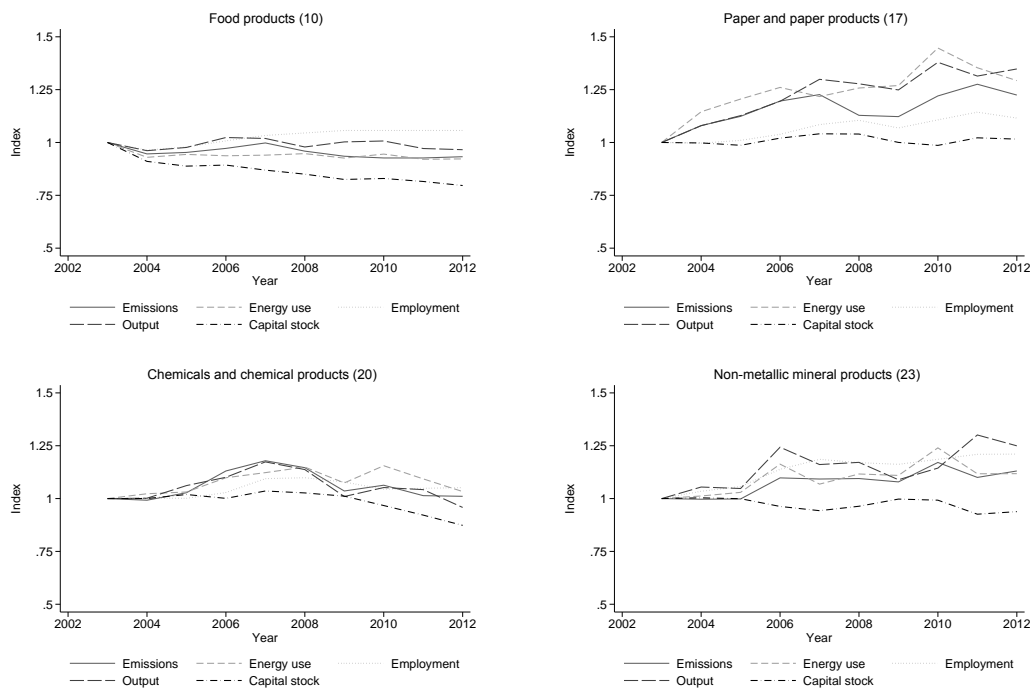 Food products (10)
1.5
1.25
1
.75
.5
Index
2002 2004 2006 2008 2010 2012
Year
Emissions Energy use Employment
Output Capital stock
Paper and paper products (17)
1.5
1.25
1
.75
.5
Index
2002 2004 2006 2008 2010 2012
Year
Emissions Energy use Employment
Output Capital stock
Chemicals and chemical products (20)
1.5
1.25
1
.75
.5
Index
2002 2004 2006 2008 2010 2012
Year
Emissions Energy use Employment
Output Capital stock
Non-metallic mineral products (23)
1.5
1.25
1
.75
.5
Index
2002 2004 2006 2008 2010 2012
Year
Emissions Energy use Employment
Output Capital stock